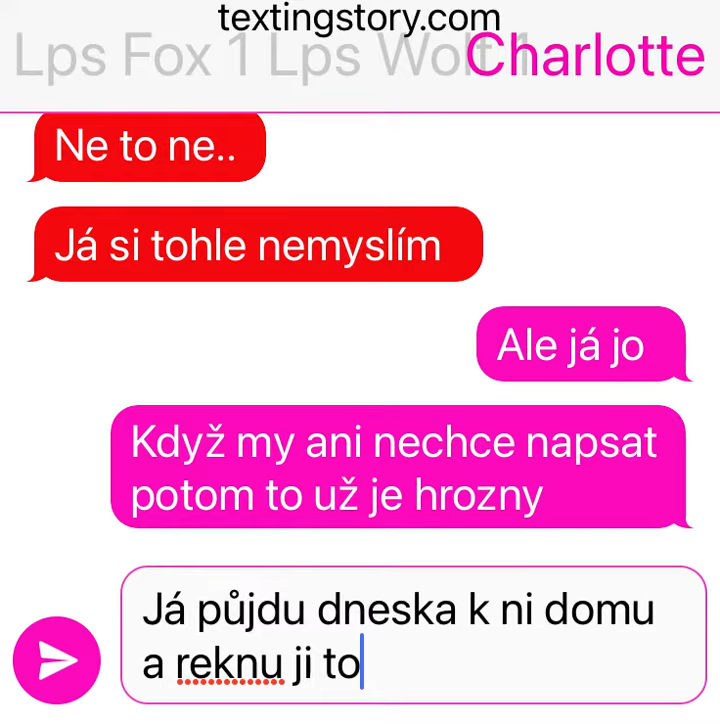 textingstory.com
Lps Fox 1 Lps Wolf 1 Charlotte
Ne to ne..
Já si tohle nemyslím
Ale já jo
Když my ani nechce napsat
potom to už je hrozny
Já půjdu dneska k ni domu
a reknu ji to